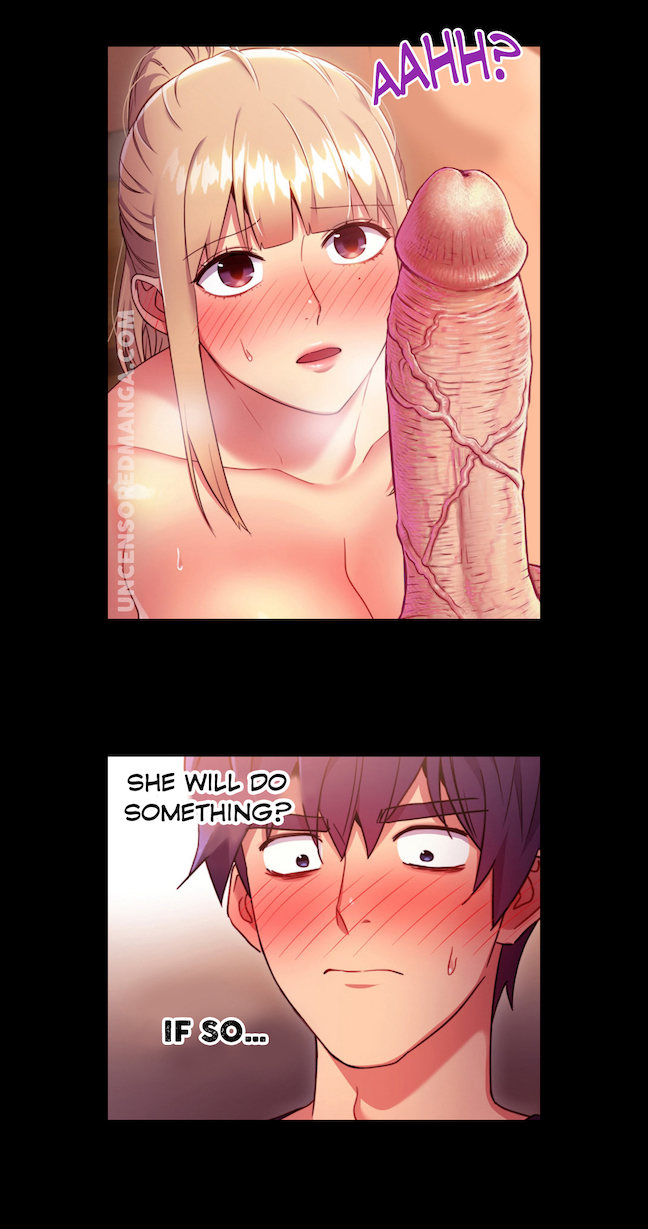 AAHH?
UNCENSOREDMANGA.COM
SHE WILL DO
SOMETHING?
IF SO...